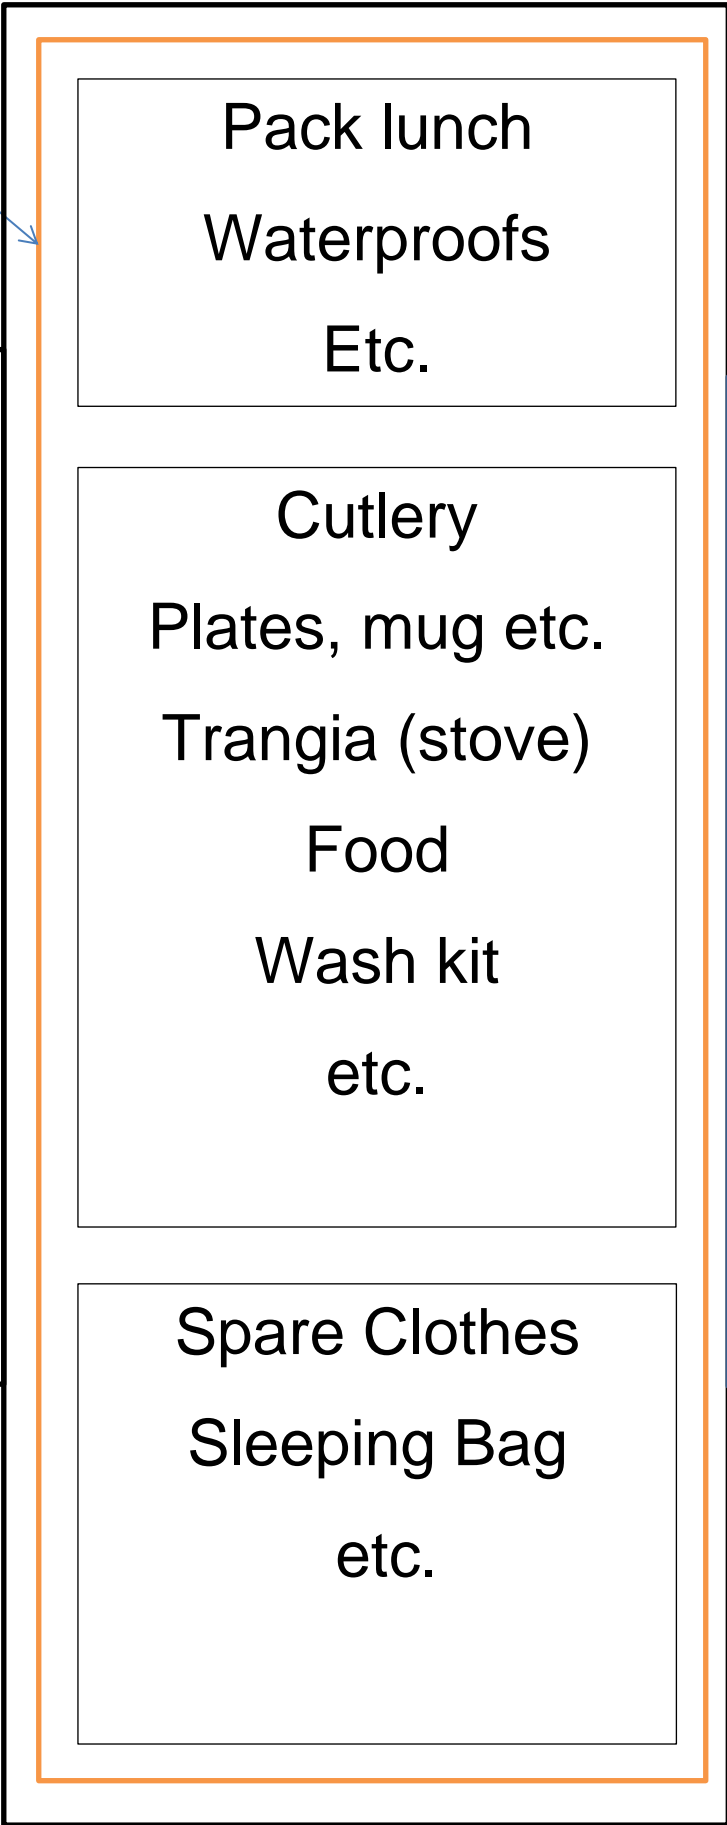 Pack lunch
Waterproofs
Etc.
Cutlery
Plates, mug etc.
Trangia (stove)
Food
Wash kit
etc.
Spare Clothes
Sleeping Bag
etc.